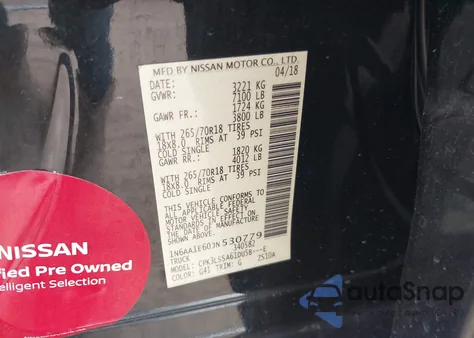 MFD BY NISSAN MOTOR CO., LTD.
DATE: 04/18
GVWR: 3221 KG
7100 LB
GAWR FR.: 1724 KG
3800 LB
WITH 265/70R18 TIRES
18x8.0 RIMS AT 39 PSI
COLD SINGLE
GAWR RR.: 1820 KG
4012 LB
WITH 265/70R18 TIRES
18x8.0 RIMS AT 39 PSI
COLD SINGLE
THIS VEHICLE CONFORMS TO ALL
APPLICABLE FEDERAL MOTOR
VEHICLE SAFETY STANDARDS
IN EFFECT ON THE DATE OF
MANUFACTURE SHOWN ABOVE.
530779
TRUCK 340582
MODEL:
COLOR: G41 TRIM: G
NISSAN
fied Pre Owned
elligent Selection
autoSnap